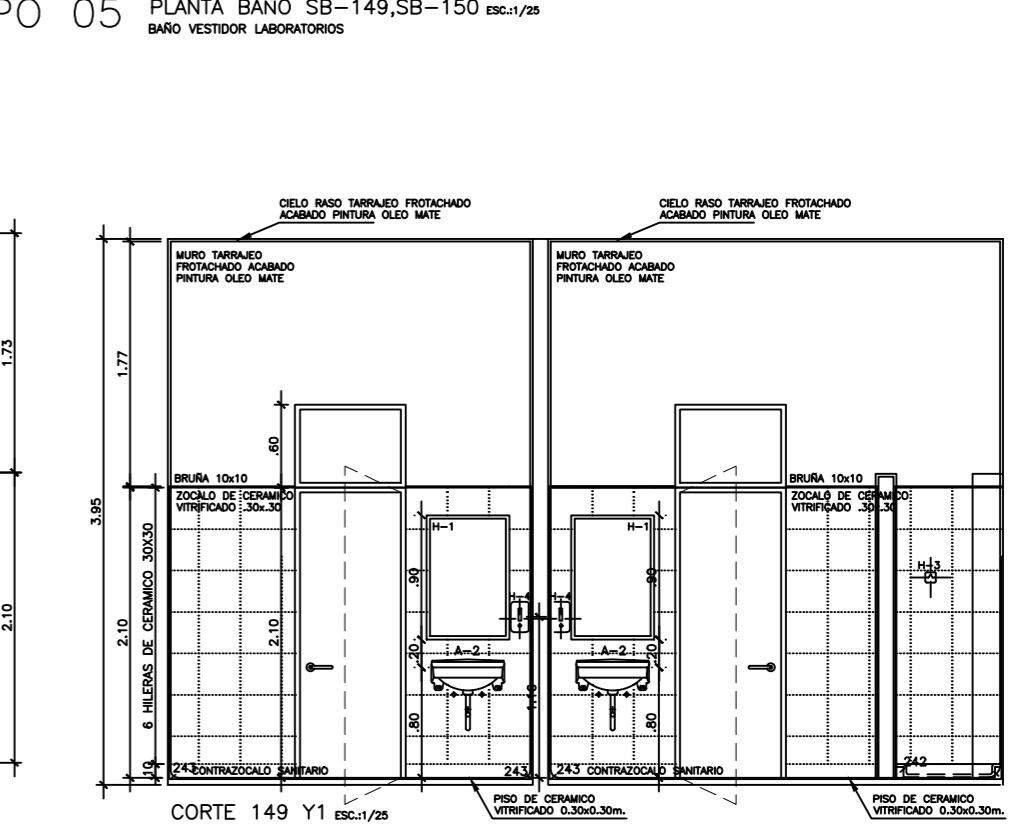 PO 05
PLANTA BAÑO SB-149,SB-150 ESC.:1/25
BAÑO VESTIDOR LABORATORIOS
CIELO RASO TARRAJEO FROTACHADO
ACABADO PINTURA OLEO MATE
CIELO RASO TARRAJEO FROTACHADO
ACABADO PINTURA OLEO MATE
MURO TARRAJEO
FROTACHADO ACABADO
PINTURA OLEO MATE
MURO TARRAJEO
FROTACHADO ACABADO
PINTURA OLEO MATE
1.73
1.77
.60
BRUÑA 10x10
BRUÑA 10x10
ZOCALO DE CERAMICO
VITRIFICADO .30x.30
ZOCALO DE CERAMICO
VITRIFICADO .30x.30
3.95
2.10
2.10
6 HILERAS DE CERAMICO 30X30
2.10
H-1
H-1
.90
.90
H-4
H-4
H-3
A-2
A-2
.20
.20
1.10
.80
.80
.10
243
CONTRAZOCALO SANITARIO
243
243
CONTRAZOCALO SANITARIO
242
PISO DE CERAMICO
VITRIFICADO 0.30x0.30m.
PISO DE CERAMICO
VITRIFICADO 0.30x0.30m.
CORTE 149 Y1 ESC.:1/25